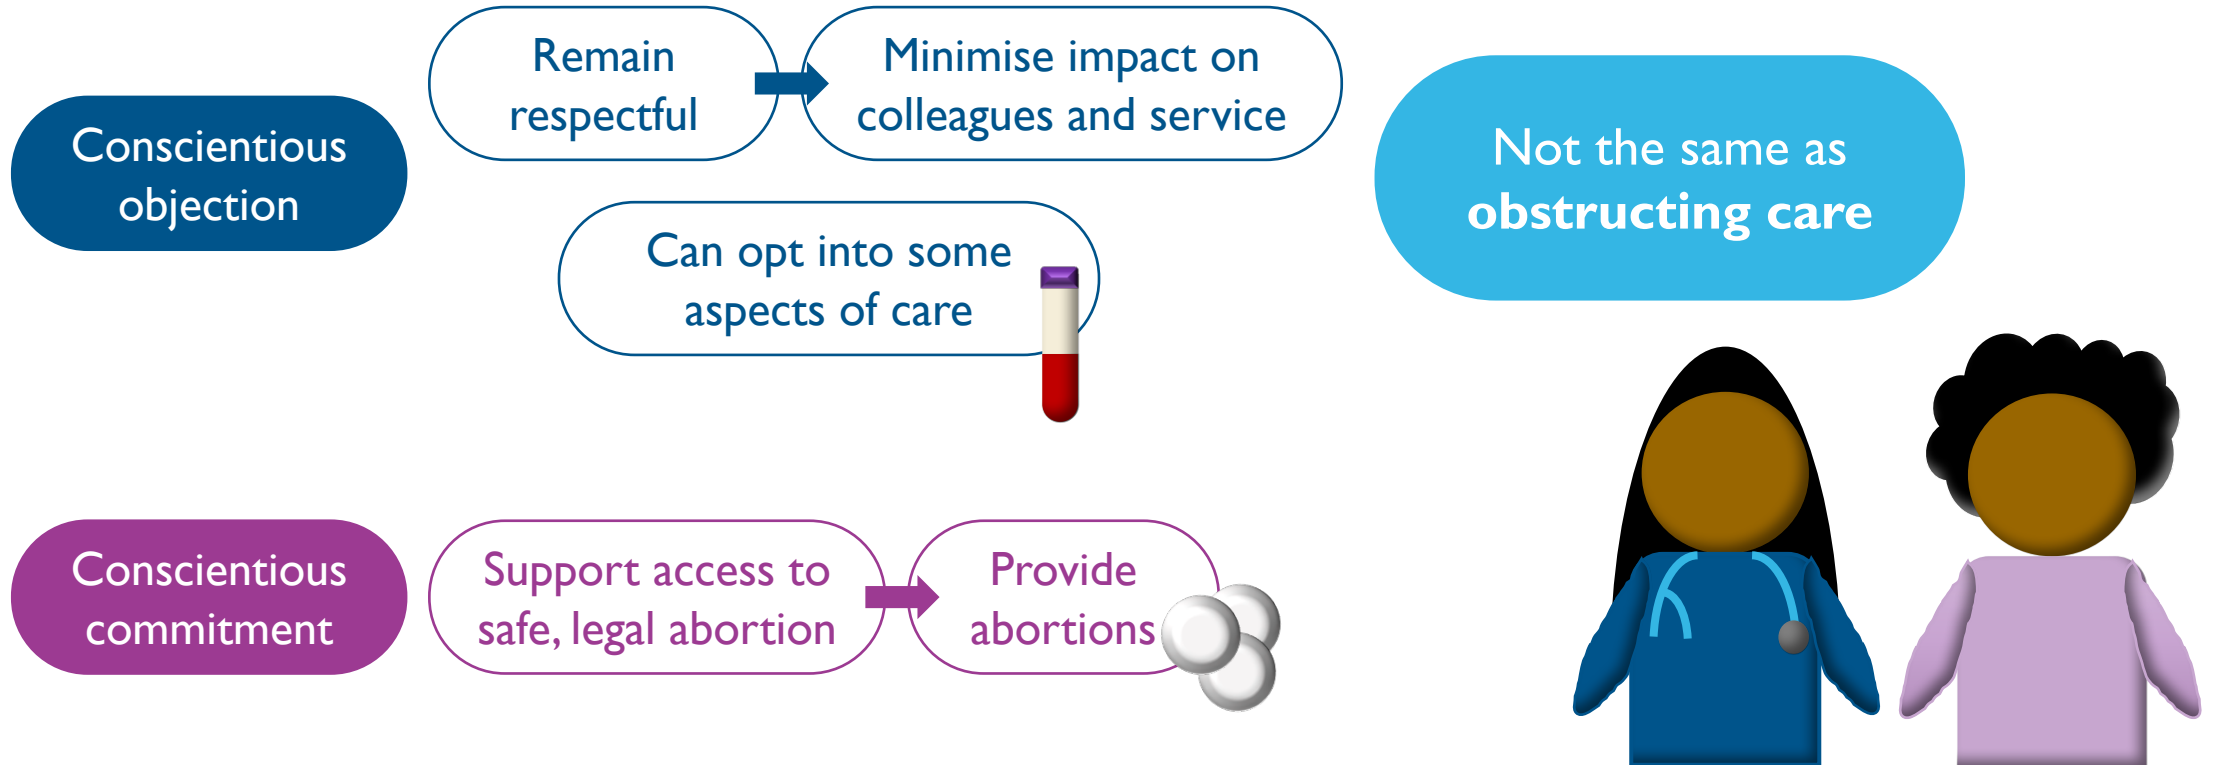 Conscientious
objection
Remain
respectful
Minimise impact on
colleagues and service
Can opt into some
aspects of care
Not the same as
obstructing care
Conscientious
commitment
Support access to
safe, legal abortion
Provide
abortions